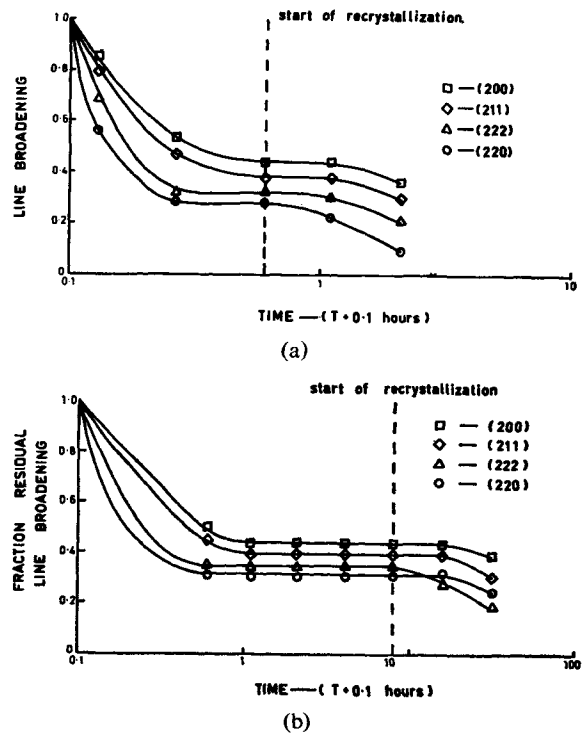 start of recrystallization.
LINE BROADENING
1.0
0.8
0.6
0.4
0.2
0
□ — (200)
◇ — (211)
△ — (222)
○ — (220)
0.1
1
10
TIME — (T + 0.1 hours)
(a)
start of recrystallization
FRACTION RESIDUAL
LINE BROADENING
1.0
0.8
0.6
0.4
0.2
□ — (200)
◇ — (211)
△ — (222)
○ — (220)
0.1
1
10
100
TIME — (T + 0.1 hours)
(b)